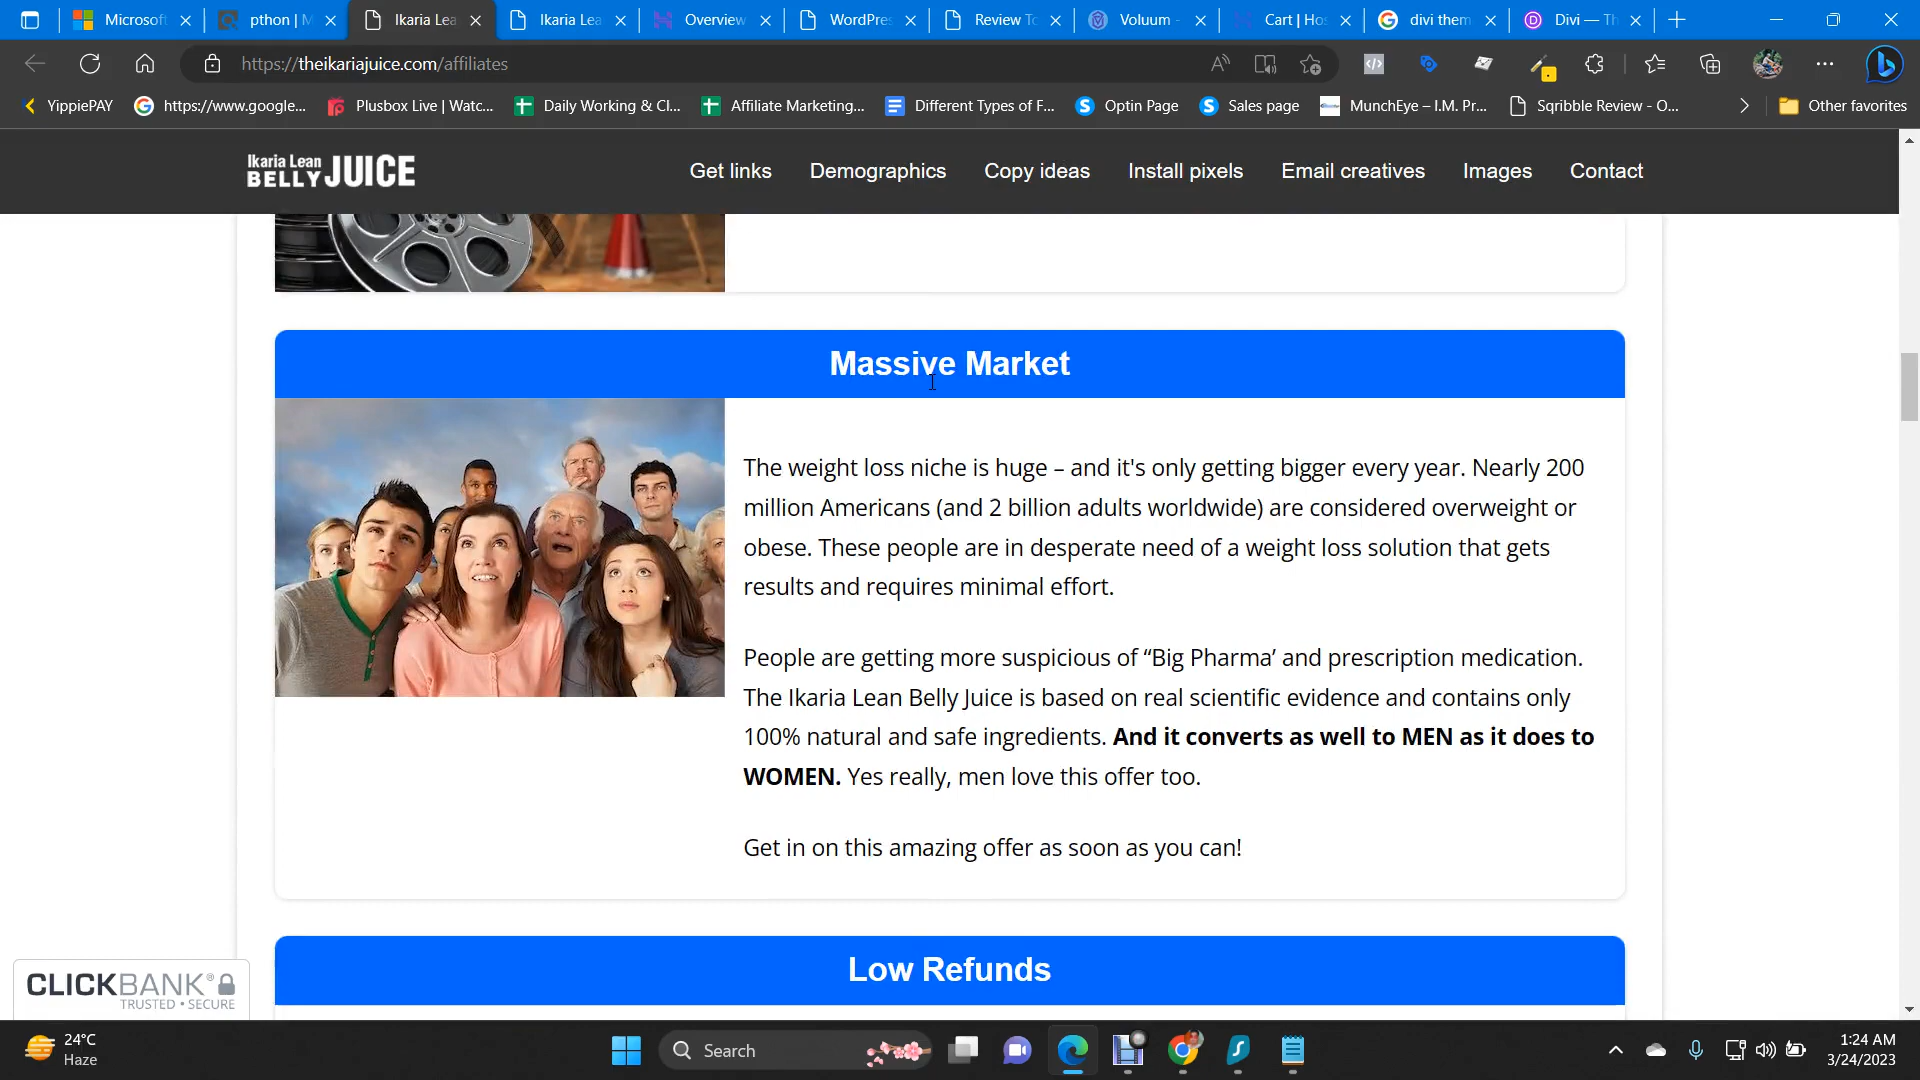 Microsoft
pthon | M
Ikaria Lea
Ikaria Lea
Overview
WordPres
Review To
Voluum -
Cart | Hos
divi them
Divi — Th
https://theikariajuice.com/affiliates
YippiePAY
https://www.google...
Plusbox Live | Watc...
Daily Working & Cl...
Affiliate Marketing...
Different Types of F...
Optin Page
Sales page
MunchEye – I.M. Pr...
Sqribble Review - O...
Other favorites
Ikaria Lean
BELLY JUICE
Get links
Demographics
Copy ideas
Install pixels
Email creatives
Images
Contact
Massive Market
The weight loss niche is huge – and it's only getting bigger every year. Nearly 200
million Americans (and 2 billion adults worldwide) are considered overweight or
obese. These people are in desperate need of a weight loss solution that gets
results and requires minimal effort.
People are getting more suspicious of “Big Pharma’ and prescription medication.
The Ikaria Lean Belly Juice is based on real scientific evidence and contains only
100% natural and safe ingredients. And it converts as well to MEN as it does to
WOMEN. Yes really, men love this offer too.
Get in on this amazing offer as soon as you can!
Low Refunds
CLICKBANK®
TRUSTED • SECURE
24°C
Haze
Search
1:24 AM
3/24/2023